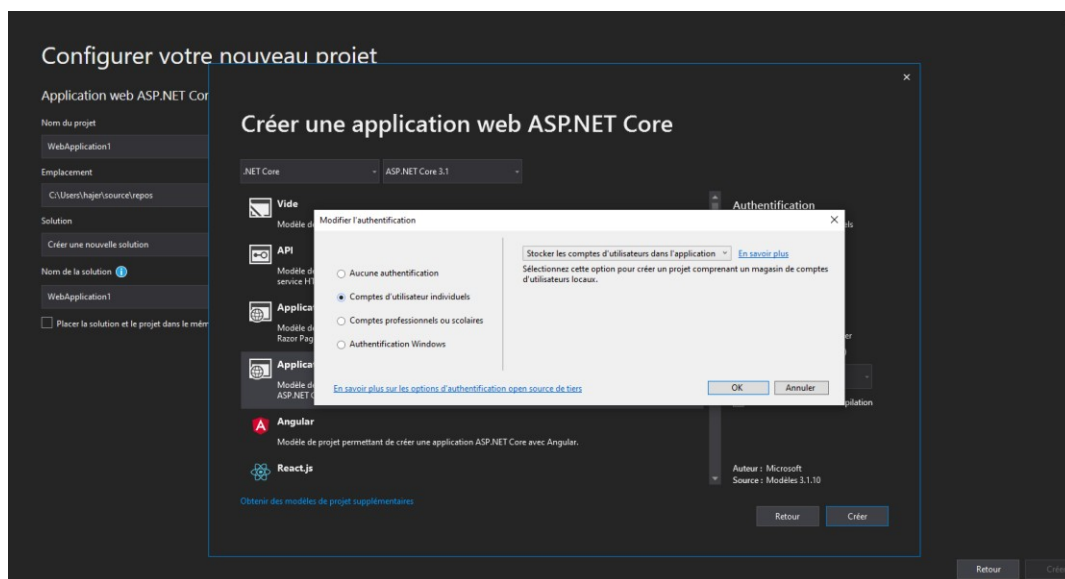 Configurer votre nouveau projet
Application web ASP.NET Cor
Nom du projet
WebApplication1
Emplacement
C:\Users\hajer\source\repos
Solution
Créer une nouvelle solution
Nom de la solution
WebApplication1
Placer la solution et le projet dans le mêm
Créer une application web ASP.NET Core
.NET Core
ASP.NET Core 3.1
Vide
Modèle d
API
Modèle d
service HT
Applica
Modèle d
Razor Pag
Applica
Modèle d
ASP.NET C
Angular
Modèle de projet permettant de créer une application ASP.NET Core avec Angular.
React.js
Obtenir des modèles de projet supplémentaires
Authentification
els
er
pilation
Auteur : Microsoft
Source : Modèles 3.1.10
Retour
Créer
Modifier l'authentification
Aucune authentification
Comptes d'utilisateur individuels
Comptes professionnels ou scolaires
Authentification Windows
Stocker les comptes d'utilisateurs dans l'application
En savoir plus
Sélectionnez cette option pour créer un projet comprenant un magasin de comptes
d'utilisateurs locaux.
En savoir plus sur les options d'authentification open source de tiers
OK
Annuler
Retour
Crée